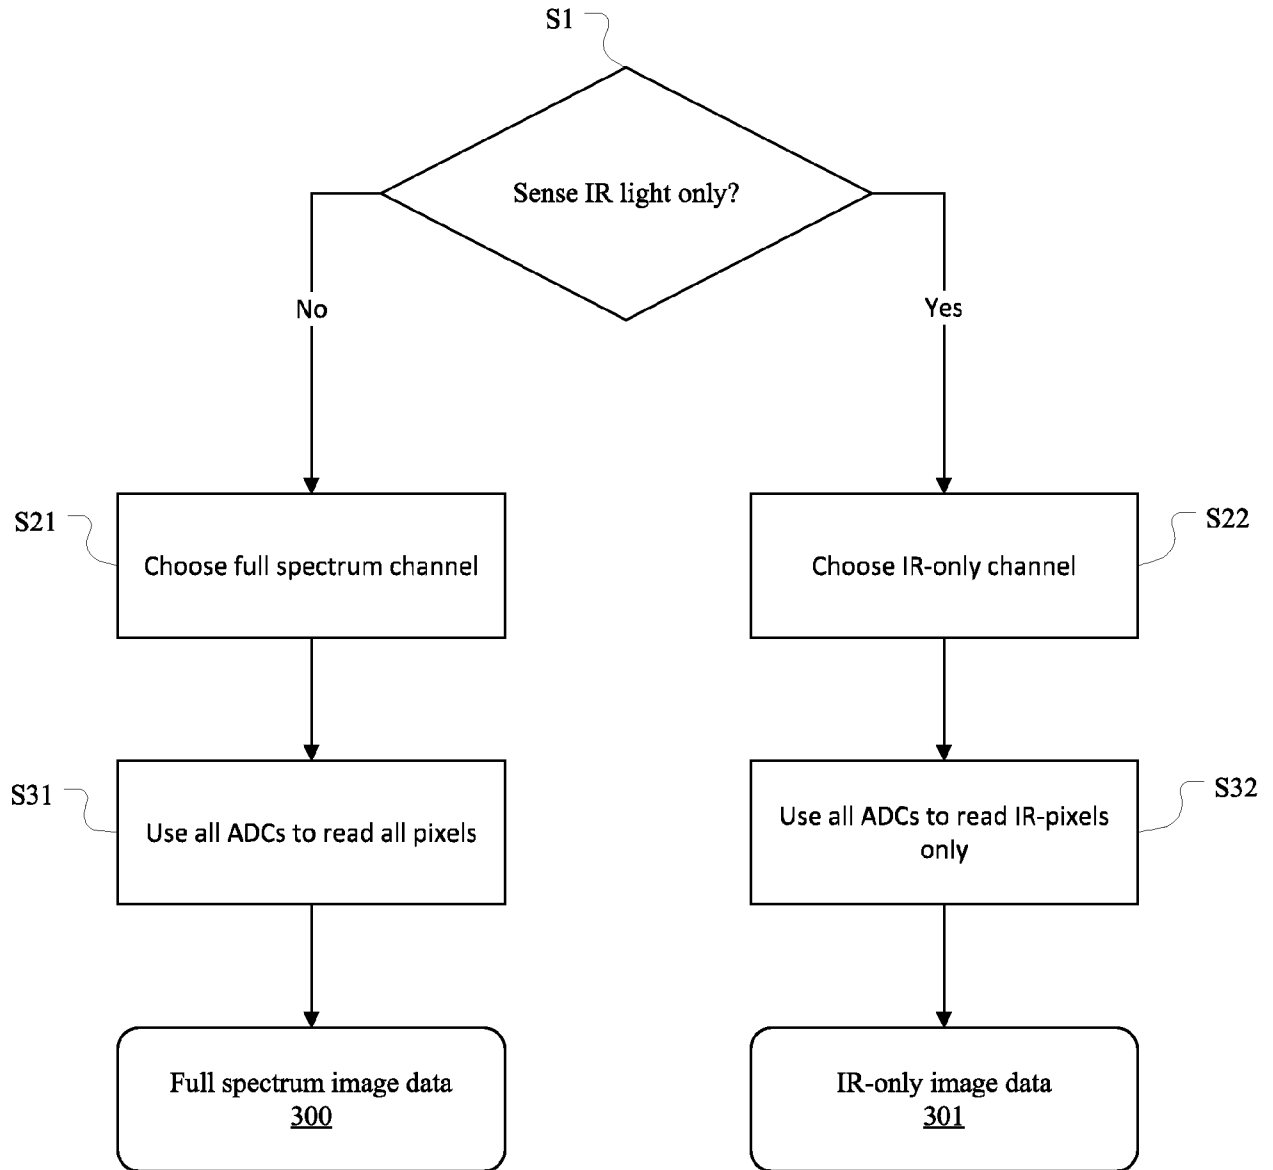 S1
Sense IR light only?
No
Yes
S21
Choose full spectrum channel
Choose IR-only channel
S22
S31
Use all ADCs to read all pixels
Use all ADCs to read IR-pixels
only
S32
Full spectrum image data
300
IR-only image data
301